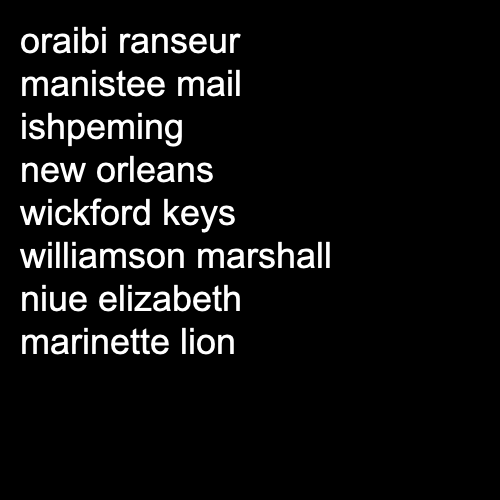 oraibi ranseur
manistee mail
ishpeming
new orleans
wickford keys
williamson marshall
niue elizabeth
marinette lion